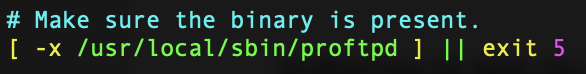 # Make sure the binary is present.
[ -x /usr/local/sbin/proftpd ] || exit 5